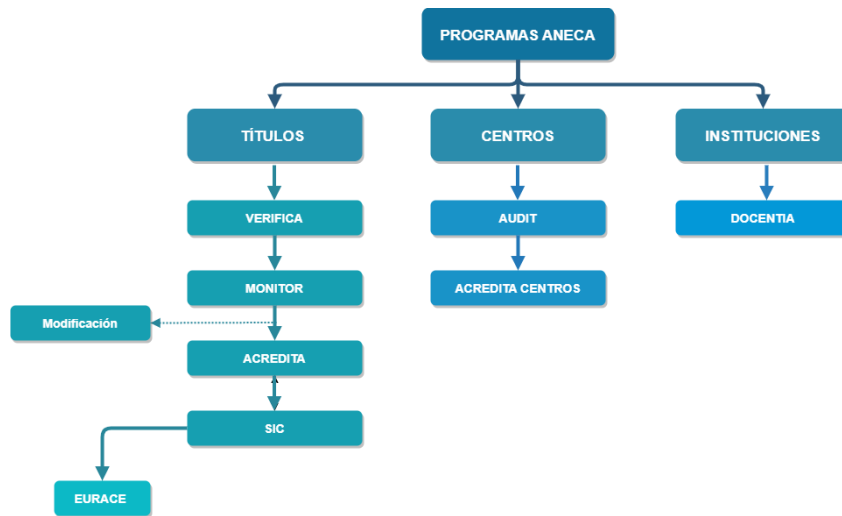 PROGRAMAS ANECA
TÍTULOS
CENTROS
INSTITUCIONES
VERIFICA
AUDIT
DOCENTIA
MONITOR
ACREDITA CENTROS
Modificación
ACREDITA
SIC
EURACE